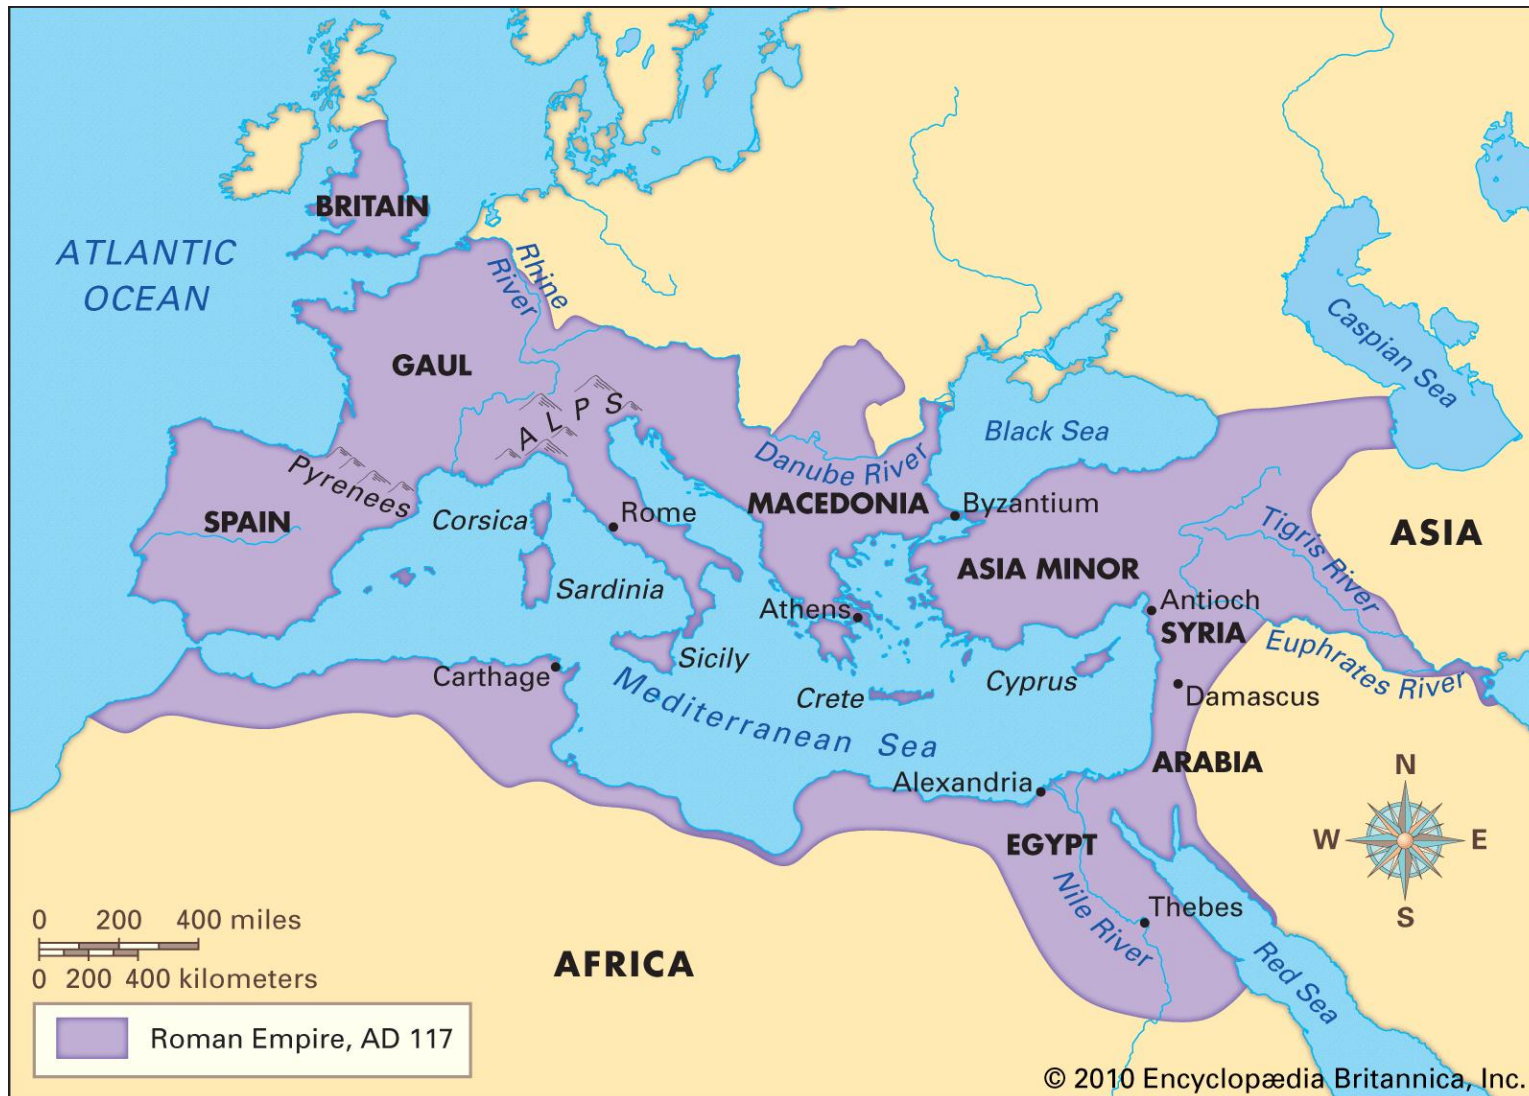 BRITAIN
ATLANTIC
OCEAN
Rhine
River
GAUL
ALPS
Pyrenees
SPAIN
Corsica
Rome
Sardinia
Sicily
Carthage
Danube River
MACEDONIA
Black Sea
Caspian Sea
Byzantium
ASIA MINOR
ASIA
Tigris River
Athens
Antioch
SYRIA
Euphrates River
Crete
Cyprus
Damascus
Mediterranean Sea
ARABIA
Alexandria
EGYPT
Nile River
Thebes
Red Sea
AFRICA
N
W
E
S
0 200 400 miles
0 200 400 kilometers
Roman Empire, AD 117
© 2010 Encyclopædia Britannica, Inc.